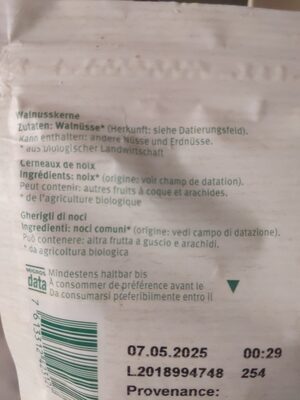 Walnusskerne
Zutaten: Walnüsse* (Herkunft: siehe Datierungsfeld).
Kann enthalten: andere Nüsse und Erdnüsse.
* aus biologischer Landwirtschaft
Cerneaux de noix
Ingrédients: noix* (origine: voir champ de datation).
Peut contenir: autres fruits à coque et arachides.
* de l'agriculture biologique
Gherigli di noci
Ingredienti: noci comuni* (origine: vedi campo di datazione).
Può contenere: altra frutta a guscio e arachidi.
* da agricoltura biologica
MIGROS
data
Mindestens haltbar bis
À consommer de préférence avant le
Da consumarsi preferibilmente entro il
07.05.2025 00:29
L2018994748 254
Provenance: